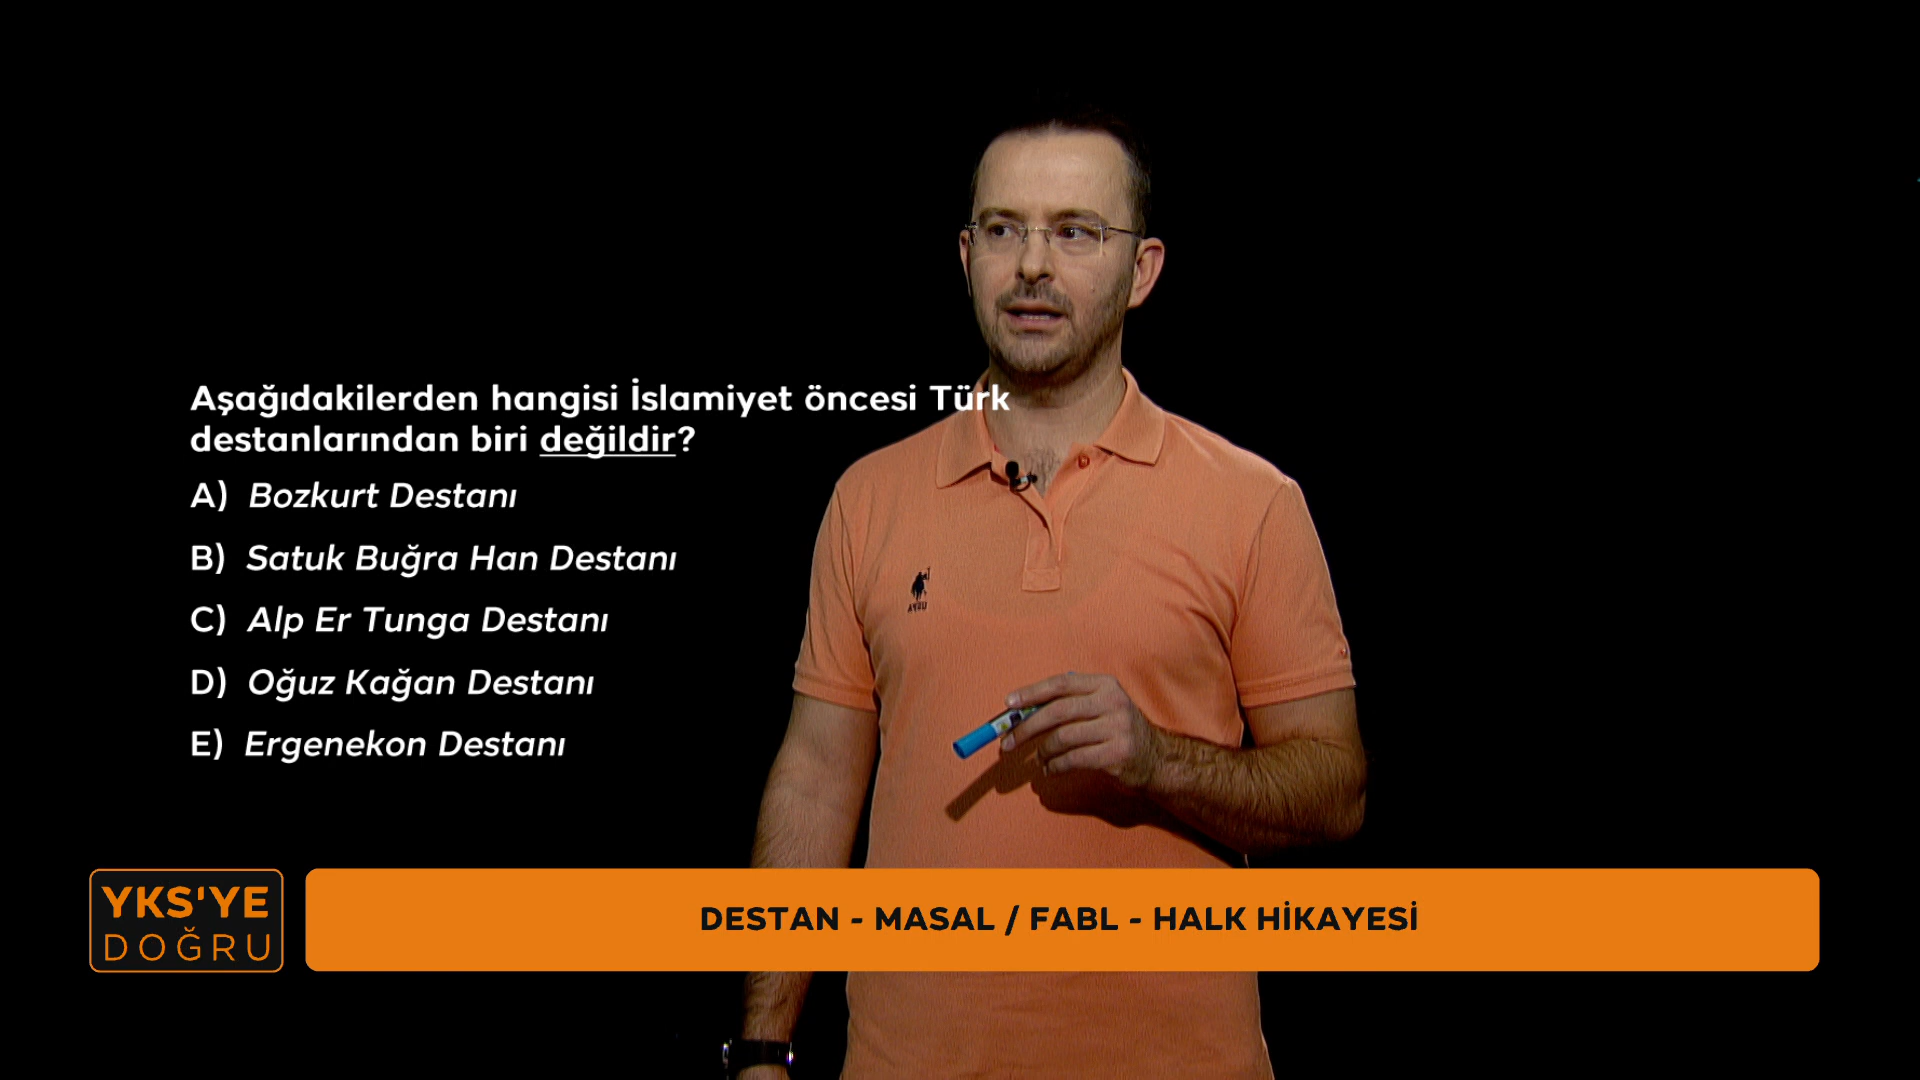 Aşağıdakilerden hangisi İslamiyet öncesi Türk
destanlarından biri değildir?
A) Bozkurt Destanı
B) Satuk Buğra Han Destanı
C) Alp Er Tunga Destanı
D) Oğuz Kağan Destanı
E) Ergenekon Destanı
YKS'YE
DOĞRU
DESTAN - MASAL / FABL - HALK HİKAYESİ